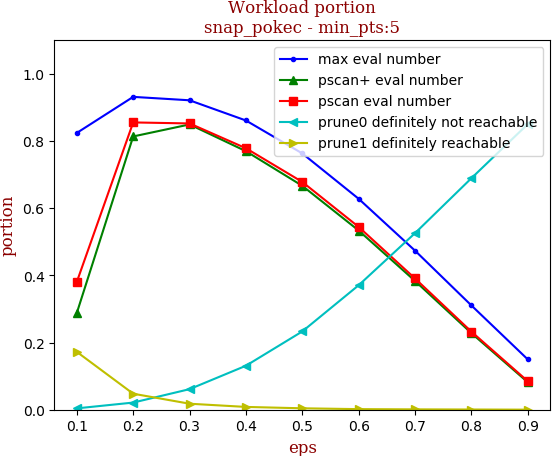 Workload portion
snap_pokec - min_pts:5
max eval number
pscan+ eval number
pscan eval number
prune0 definitely not reachable
prune1 definitely reachable
portion
1.0
0.8
0.6
0.4
0.2
0.0
0.1 0.2 0.3 0.4 0.5 0.6 0.7 0.8 0.9
eps